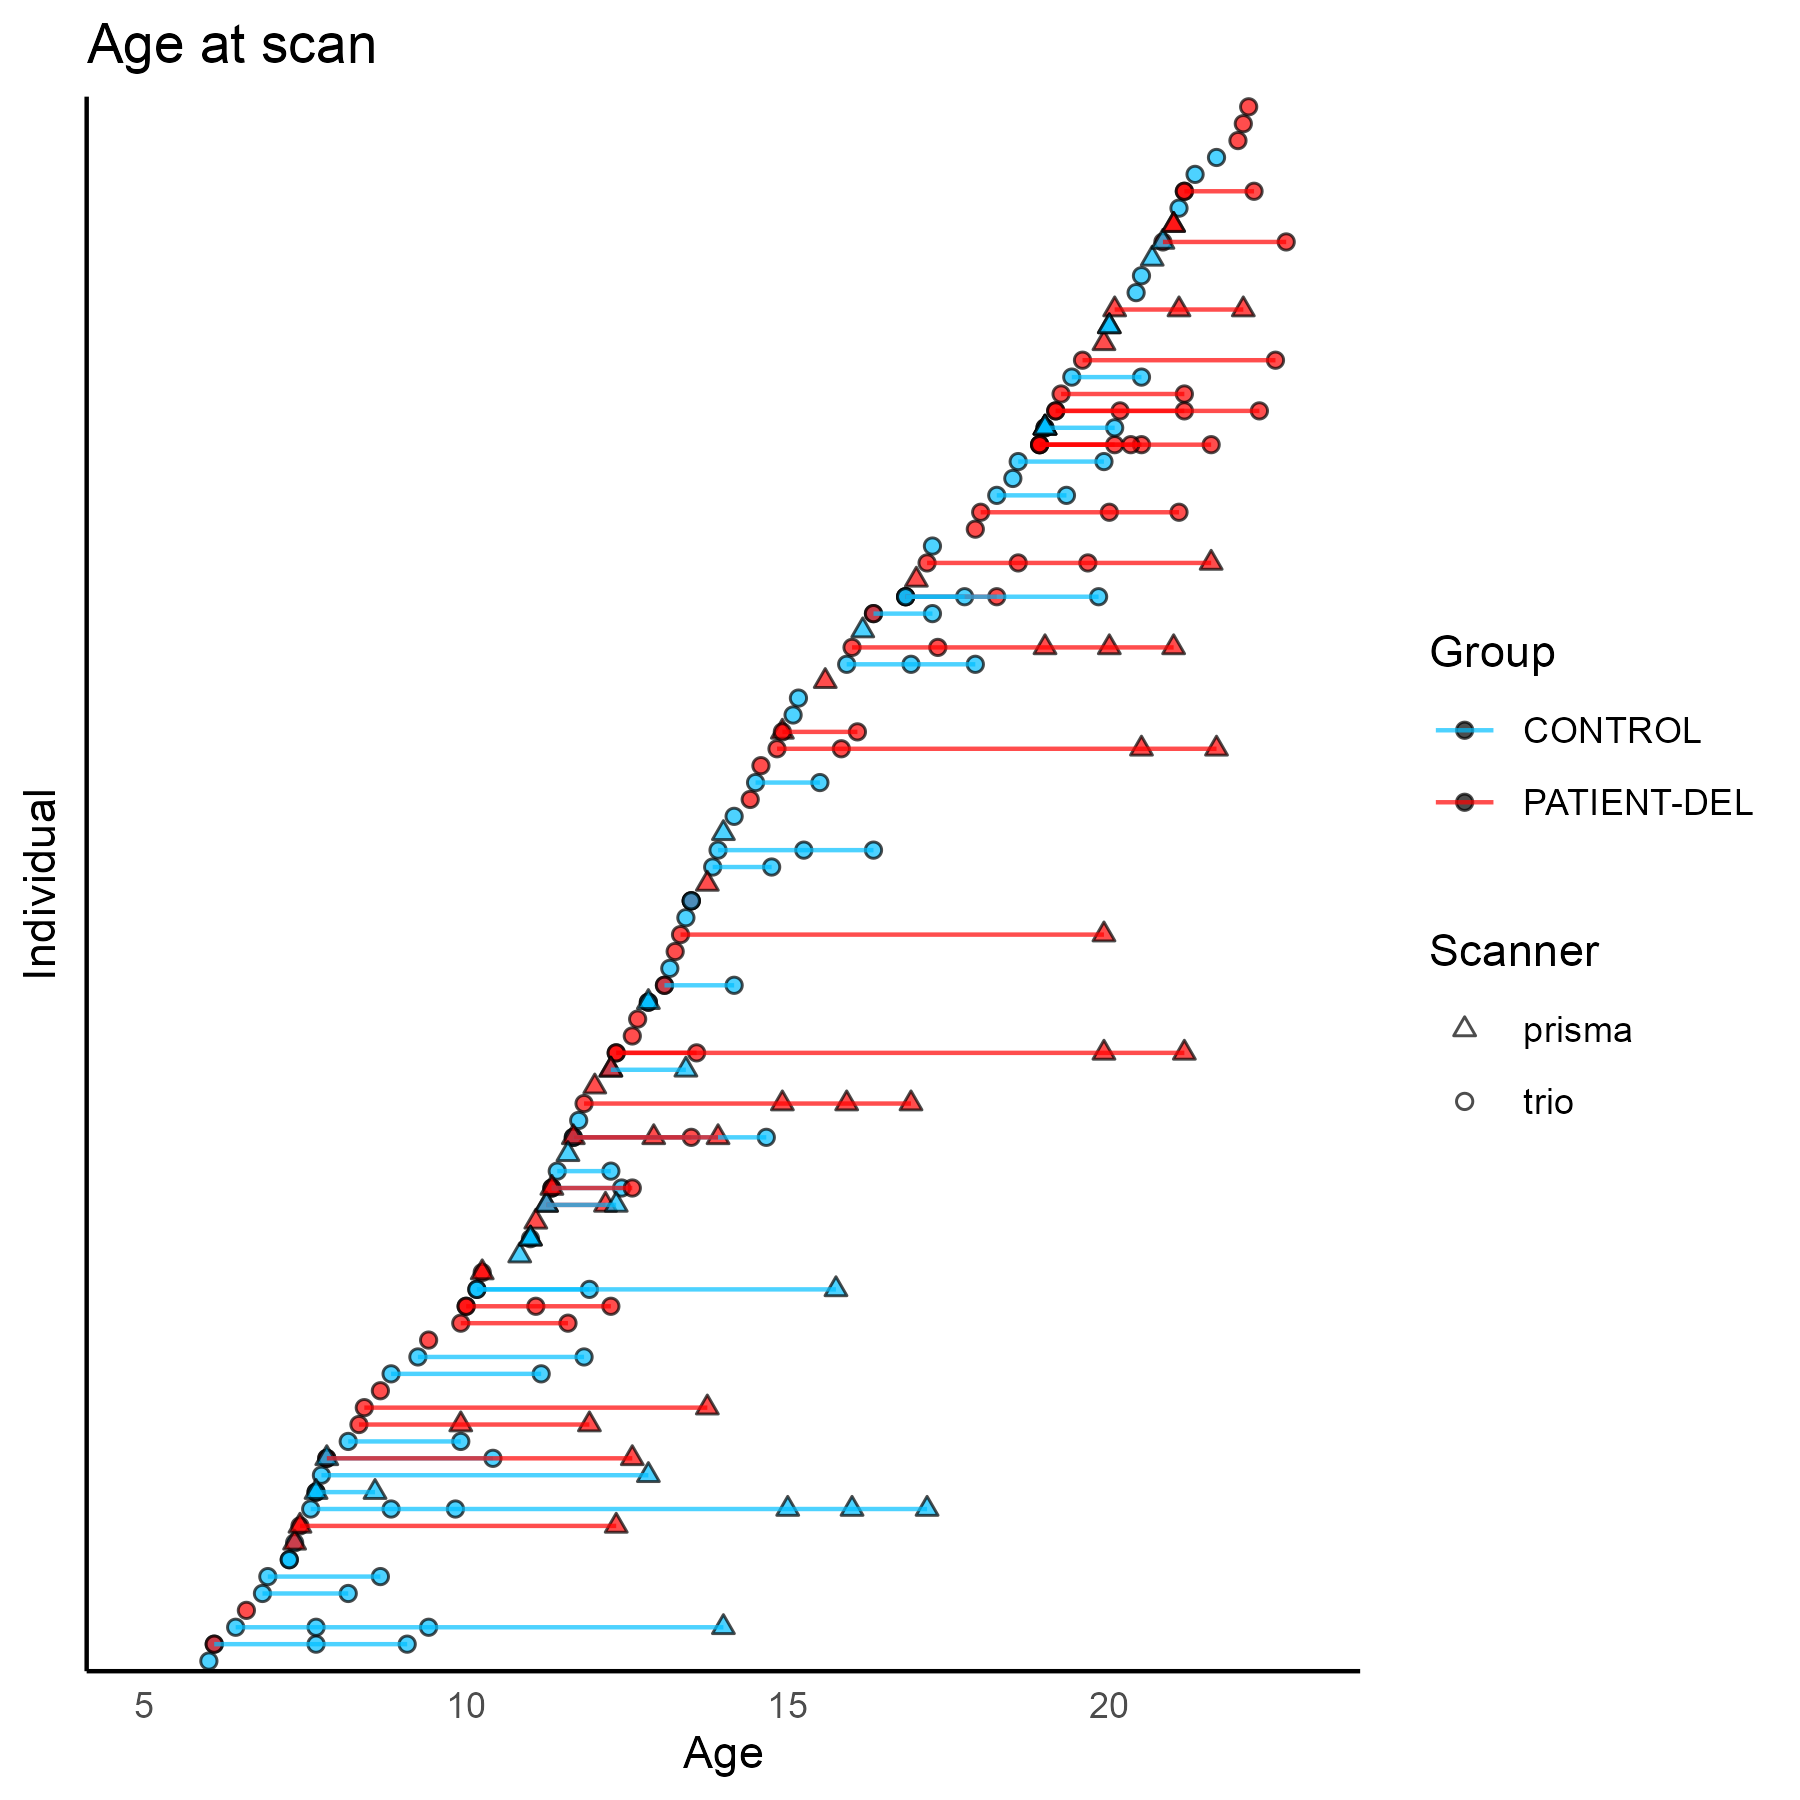 Age at scan
Individual
5 10 15 20
Age
Group
CONTROL
PATIENT-DEL
Scanner
prisma
trio